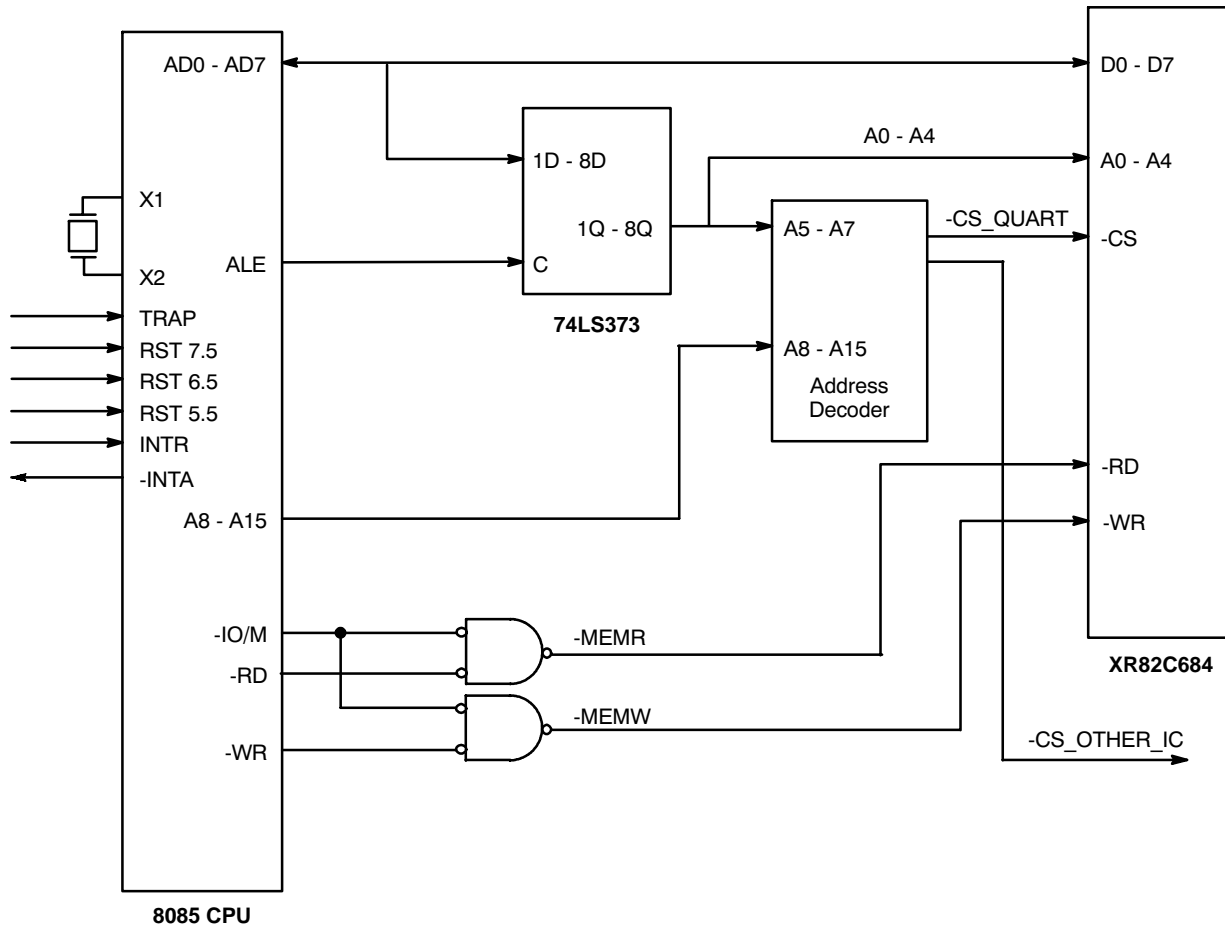 AD0 - AD7
X1
X2
ALE
TRAP
RST 7.5
RST 6.5
RST 5.5
INTR
-INTA
A8 - A15
-IO/M
-RD
-WR
8085 CPU
1D - 8D
1Q - 8Q
C
74LS373
A0 - A4
A5 - A7
A8 - A15
Address
Decoder
-CS_QUART
-MEMR
-MEMW
D0 - D7
A0 - A4
-CS
-RD
-WR
XR82C684
-CS_OTHER_IC